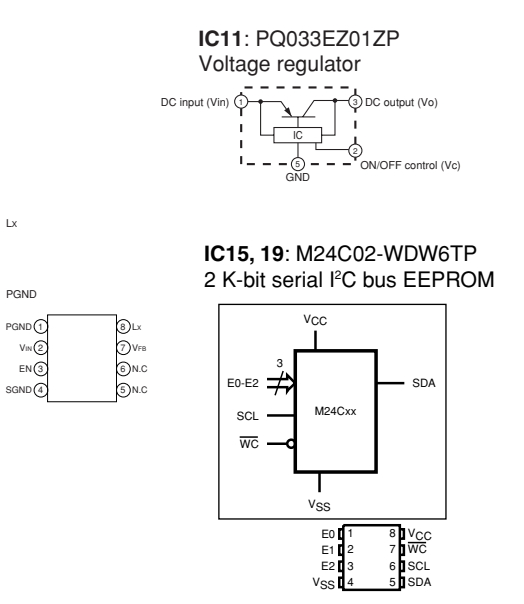 IC11: PQ033EZ01ZP
Voltage regulator
DC input (Vin) 1 3 DC output (Vo)
IC
2
5 ON/OFF control (Vc)
GND
Lx
PGND
PGND 1 8 Lx
VIN 2 7 VFB
EN 3 6 N.C
SGND 4 5 N.C
IC15, 19: M24C02-WDW6TP
2 K-bit serial I²C bus EEPROM
VCC
3
E0-E2 SDA
SCL M24Cxx
WC
VSS
E0 1 8 VCC
E1 2 7 WC
E2 3 6 SCL
VSS 4 5 SDA